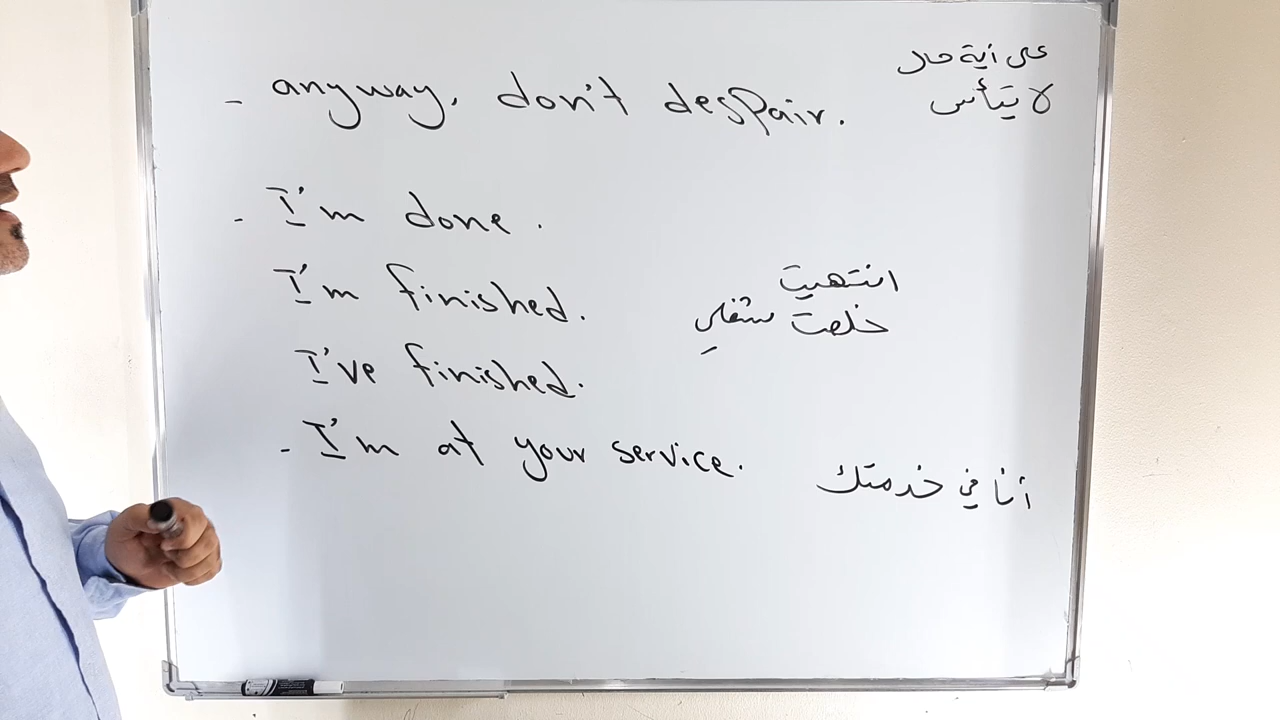 - anyway, don't despair.
على أية حال
لا يتأس
- I'm done.
I'm finished.
انتهيت
خلصت شغلي
I've finished.
- I'm at your service.
أنا في خدمتك